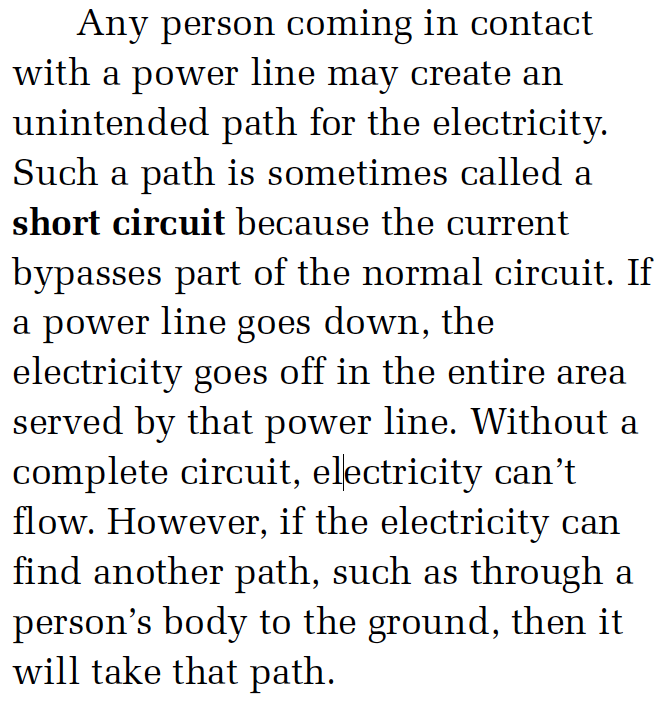 Any person coming in contact
with a power line may create an
unintended path for the electricity.
Such a path is sometimes called a
short circuit because the current
bypasses part of the normal circuit. If
a power line goes down, the
electricity goes off in the entire area
served by that power line. Without a
complete circuit, electricity can’t
flow. However, if the electricity can
find another path, such as through a
person’s body to the ground, then it
will take that path.